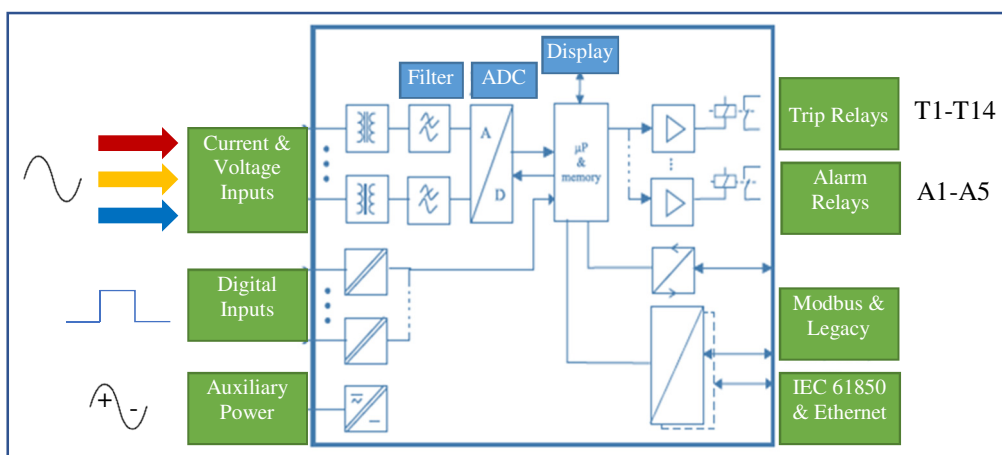 Display
Filter
ADC
Current &
Voltage
Inputs
A
D
µP
&
memory
Trip Relays
T1-T14
Alarm
Relays
A1-A5
Digital
Inputs
Modbus &
Legacy
+
-
Auxiliary
Power
IEC 61850
& Ethernet